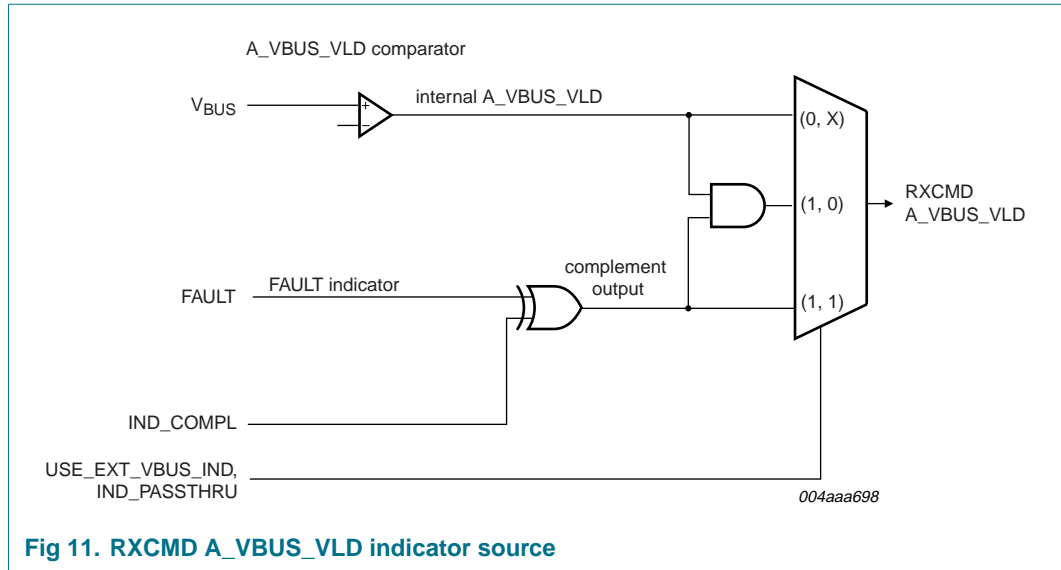 A_VBUS_VLD comparator
VBUS
+
−
internal A_VBUS_VLD
(0, X)
(1, 0)
RXCMD
A_VBUS_VLD
FAULT
FAULT indicator
complement
output
(1, 1)
IND_COMPL
USE_EXT_VBUS_IND,
IND_PASSTHRU
004aaa698
Fig 11. RXCMD A_VBUS_VLD indicator source